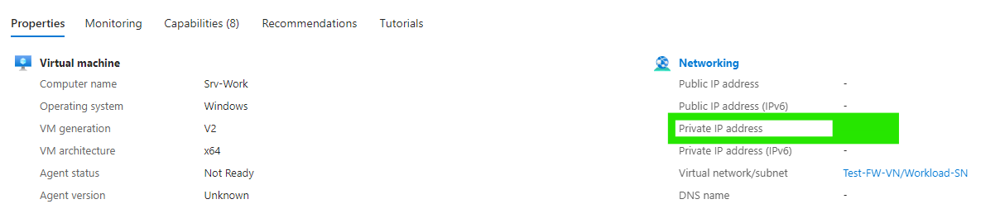 Properties Monitoring Capabilities (8) Recommendations Tutorials
Virtual machine
Computer name Srv-Work
Operating system Windows
VM generation V2
VM architecture x64
Agent status Not Ready
Agent version Unknown
Networking
Public IP address -
Public IP address (IPv6) -
Private IP address
Private IP address (IPv6) -
Virtual network/subnet Test-FW-VN/Workload-SN
DNS name -